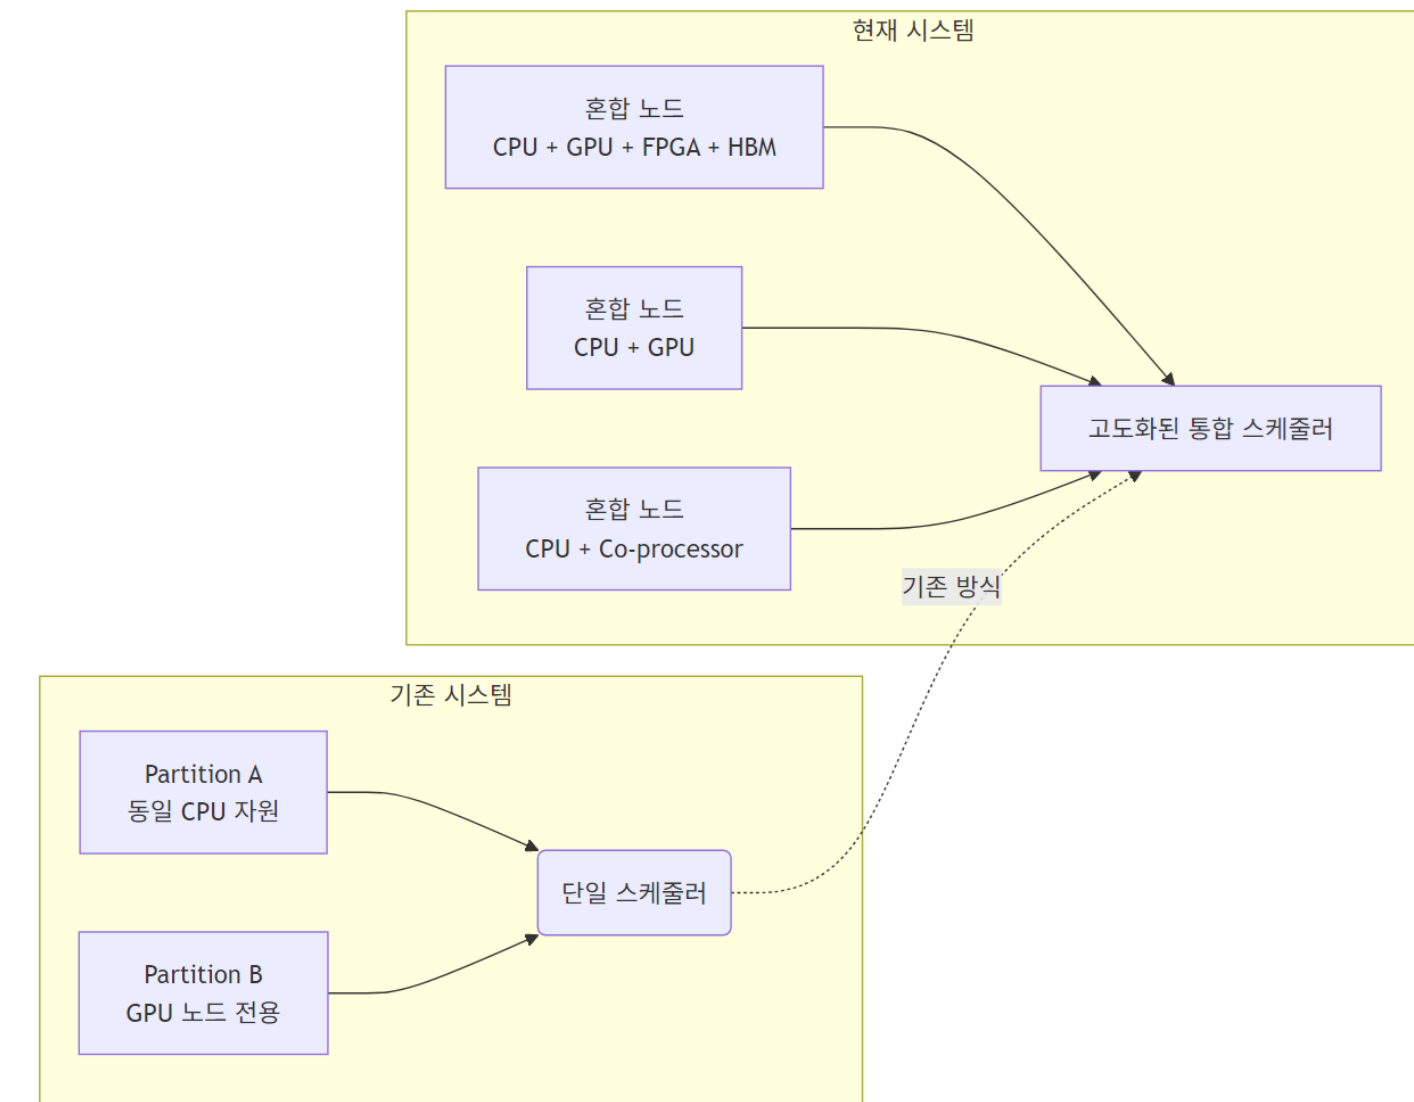 현재 시스템
혼합 노드
CPU + GPU + FPGA + HBM
혼합 노드
CPU + GPU
고도화된 통합 스케줄러
혼합 노드
CPU + Co-processor
기존 방식
기존 시스템
Partition A
동일 CPU 자원
단일 스케줄러
Partition B
GPU 노드 전용